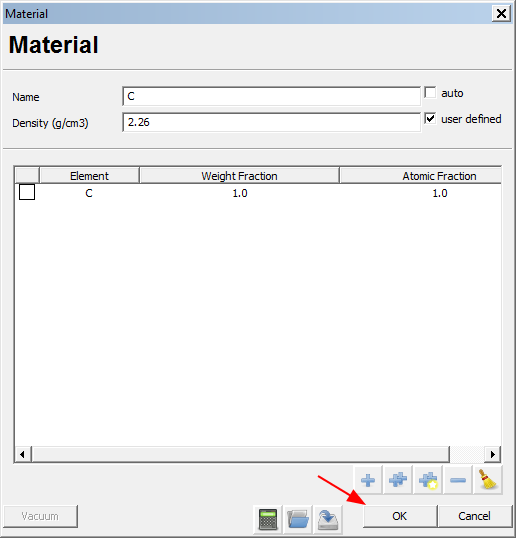 Material
Material
Name C auto
Density (g/cm3) 2.26 user defined
Element Weight Fraction Atomic Fraction
C 1.0 1.0
Vacuum OK Cancel